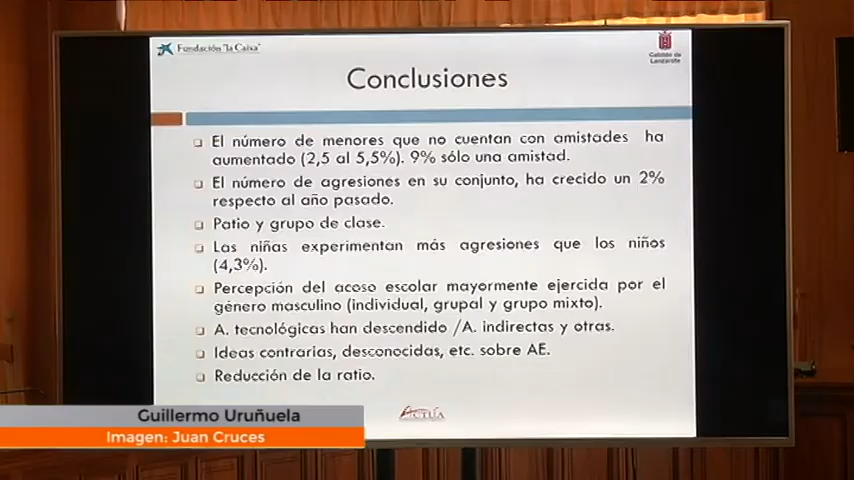 Fundación "la Caixa"
Cabildo de
Lanzarote
Conclusiones
❑ El número de menores que no cuentan con amistades ha
aumentado (2,5 al 5,5%). 9% sólo una amistad.
❑ El número de agresiones en su conjunto, ha crecido un 2%
respecto al año pasado.
❑ Patio y grupo de clase.
❑ Las niñas experimentan más agresiones que los niños
(4,3%).
❑ Percepción del acoso escolar mayormente ejercida por el
género masculino (individual, grupal y grupo mixto).
❑ A. tecnológicas han descendido /A. indirectas y otras.
❑ Ideas contrarias, desconocidas, etc. sobre AE.
❑ Reducción de la ratio.
ACTÚA
Guillermo Uruñuela
Imagen: Juan Cruces